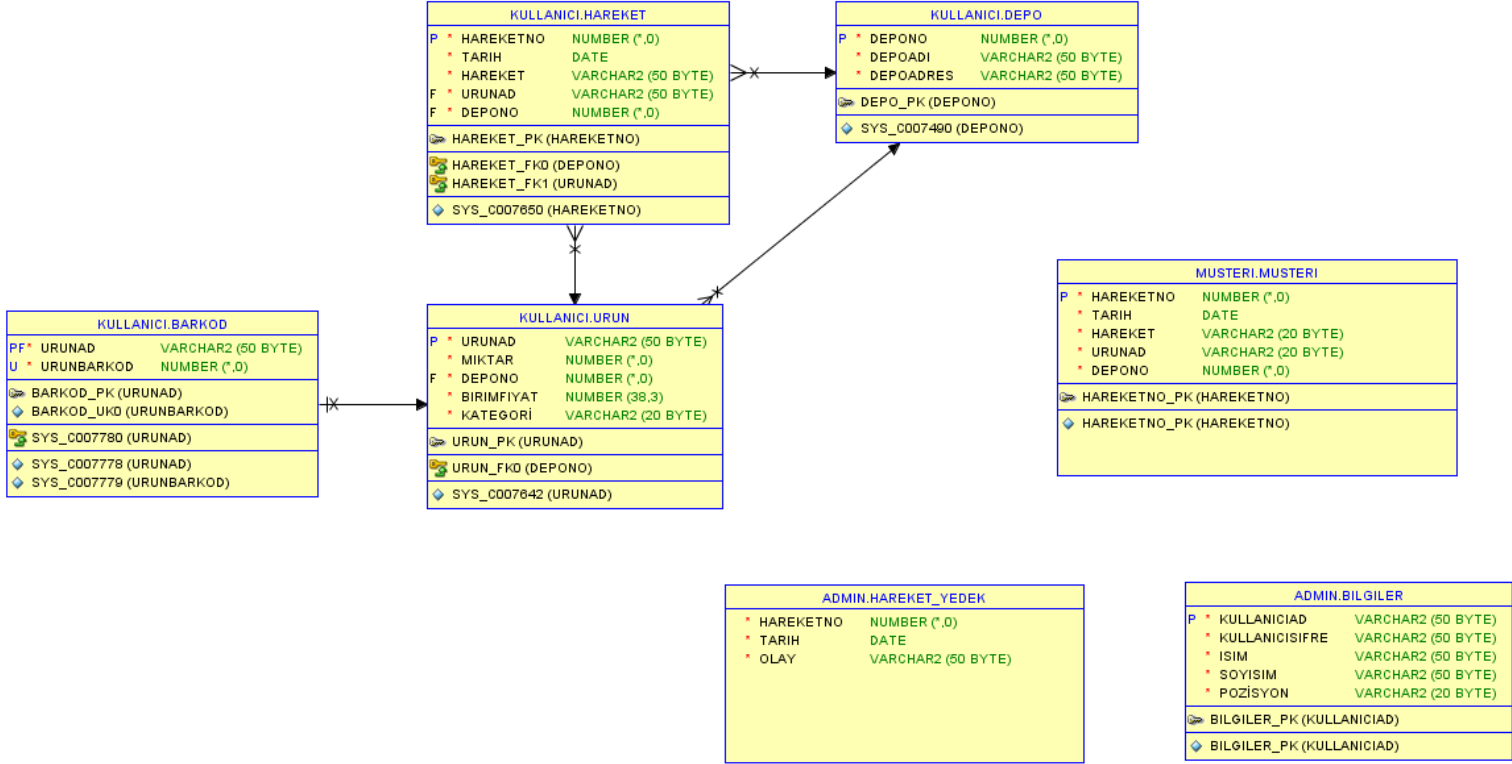 KULLANICI.HAREKET
P * HAREKETNO NUMBER (*,0)
* TARIH DATE
* HAREKET VARCHAR2 (50 BYTE)
F * URUNAD VARCHAR2 (50 BYTE)
F * DEPONO NUMBER (*,0)
HAREKET_PK (HAREKETNO)
HAREKET_FK0 (DEPONO)
HAREKET_FK1 (URUNAD)
SYS_C007650 (HAREKETNO)
KULLANICI.DEPO
P * DEPONO NUMBER (*,0)
* DEPOADI VARCHAR2 (50 BYTE)
* DEPOADRES VARCHAR2 (50 BYTE)
DEPO_PK (DEPONO)
SYS_C007490 (DEPONO)
KULLANICI.BARKOD
PF* URUNAD VARCHAR2 (50 BYTE)
U * URUNBARKOD NUMBER (*,0)
BARKOD_PK (URUNAD)
BARKOD_UK0 (URUNBARKOD)
SYS_C007780 (URUNAD)
SYS_C007778 (URUNAD)
SYS_C007779 (URUNBARKOD)
KULLANICI.URUN
P * URUNAD VARCHAR2 (50 BYTE)
* MIKTAR NUMBER (*,0)
F * DEPONO NUMBER (*,0)
* BIRIMFIYAT NUMBER (38,3)
* KATEGORİ VARCHAR2 (20 BYTE)
URUN_PK (URUNAD)
URUN_FK0 (DEPONO)
SYS_C007642 (URUNAD)
MUSTERI.MUSTERI
P * HAREKETNO NUMBER (*,0)
* TARIH DATE
* HAREKET VARCHAR2 (20 BYTE)
* URUNAD VARCHAR2 (20 BYTE)
* DEPONO NUMBER (*,0)
HAREKETNO_PK (HAREKETNO)
HAREKETNO_PK (HAREKETNO)
ADMIN.HAREKET_YEDEK
* HAREKETNO NUMBER (*,0)
* TARIH DATE
* OLAY VARCHAR2 (50 BYTE)
ADMIN.BILGILER
P * KULLANICIAD VARCHAR2 (50 BYTE)
* KULLANICISIFRE VARCHAR2 (50 BYTE)
* ISIM VARCHAR2 (50 BYTE)
* SOYISIM VARCHAR2 (50 BYTE)
* POZİSYON VARCHAR2 (20 BYTE)
BILGILER_PK (KULLANICIAD)
BILGILER_PK (KULLANICIAD)